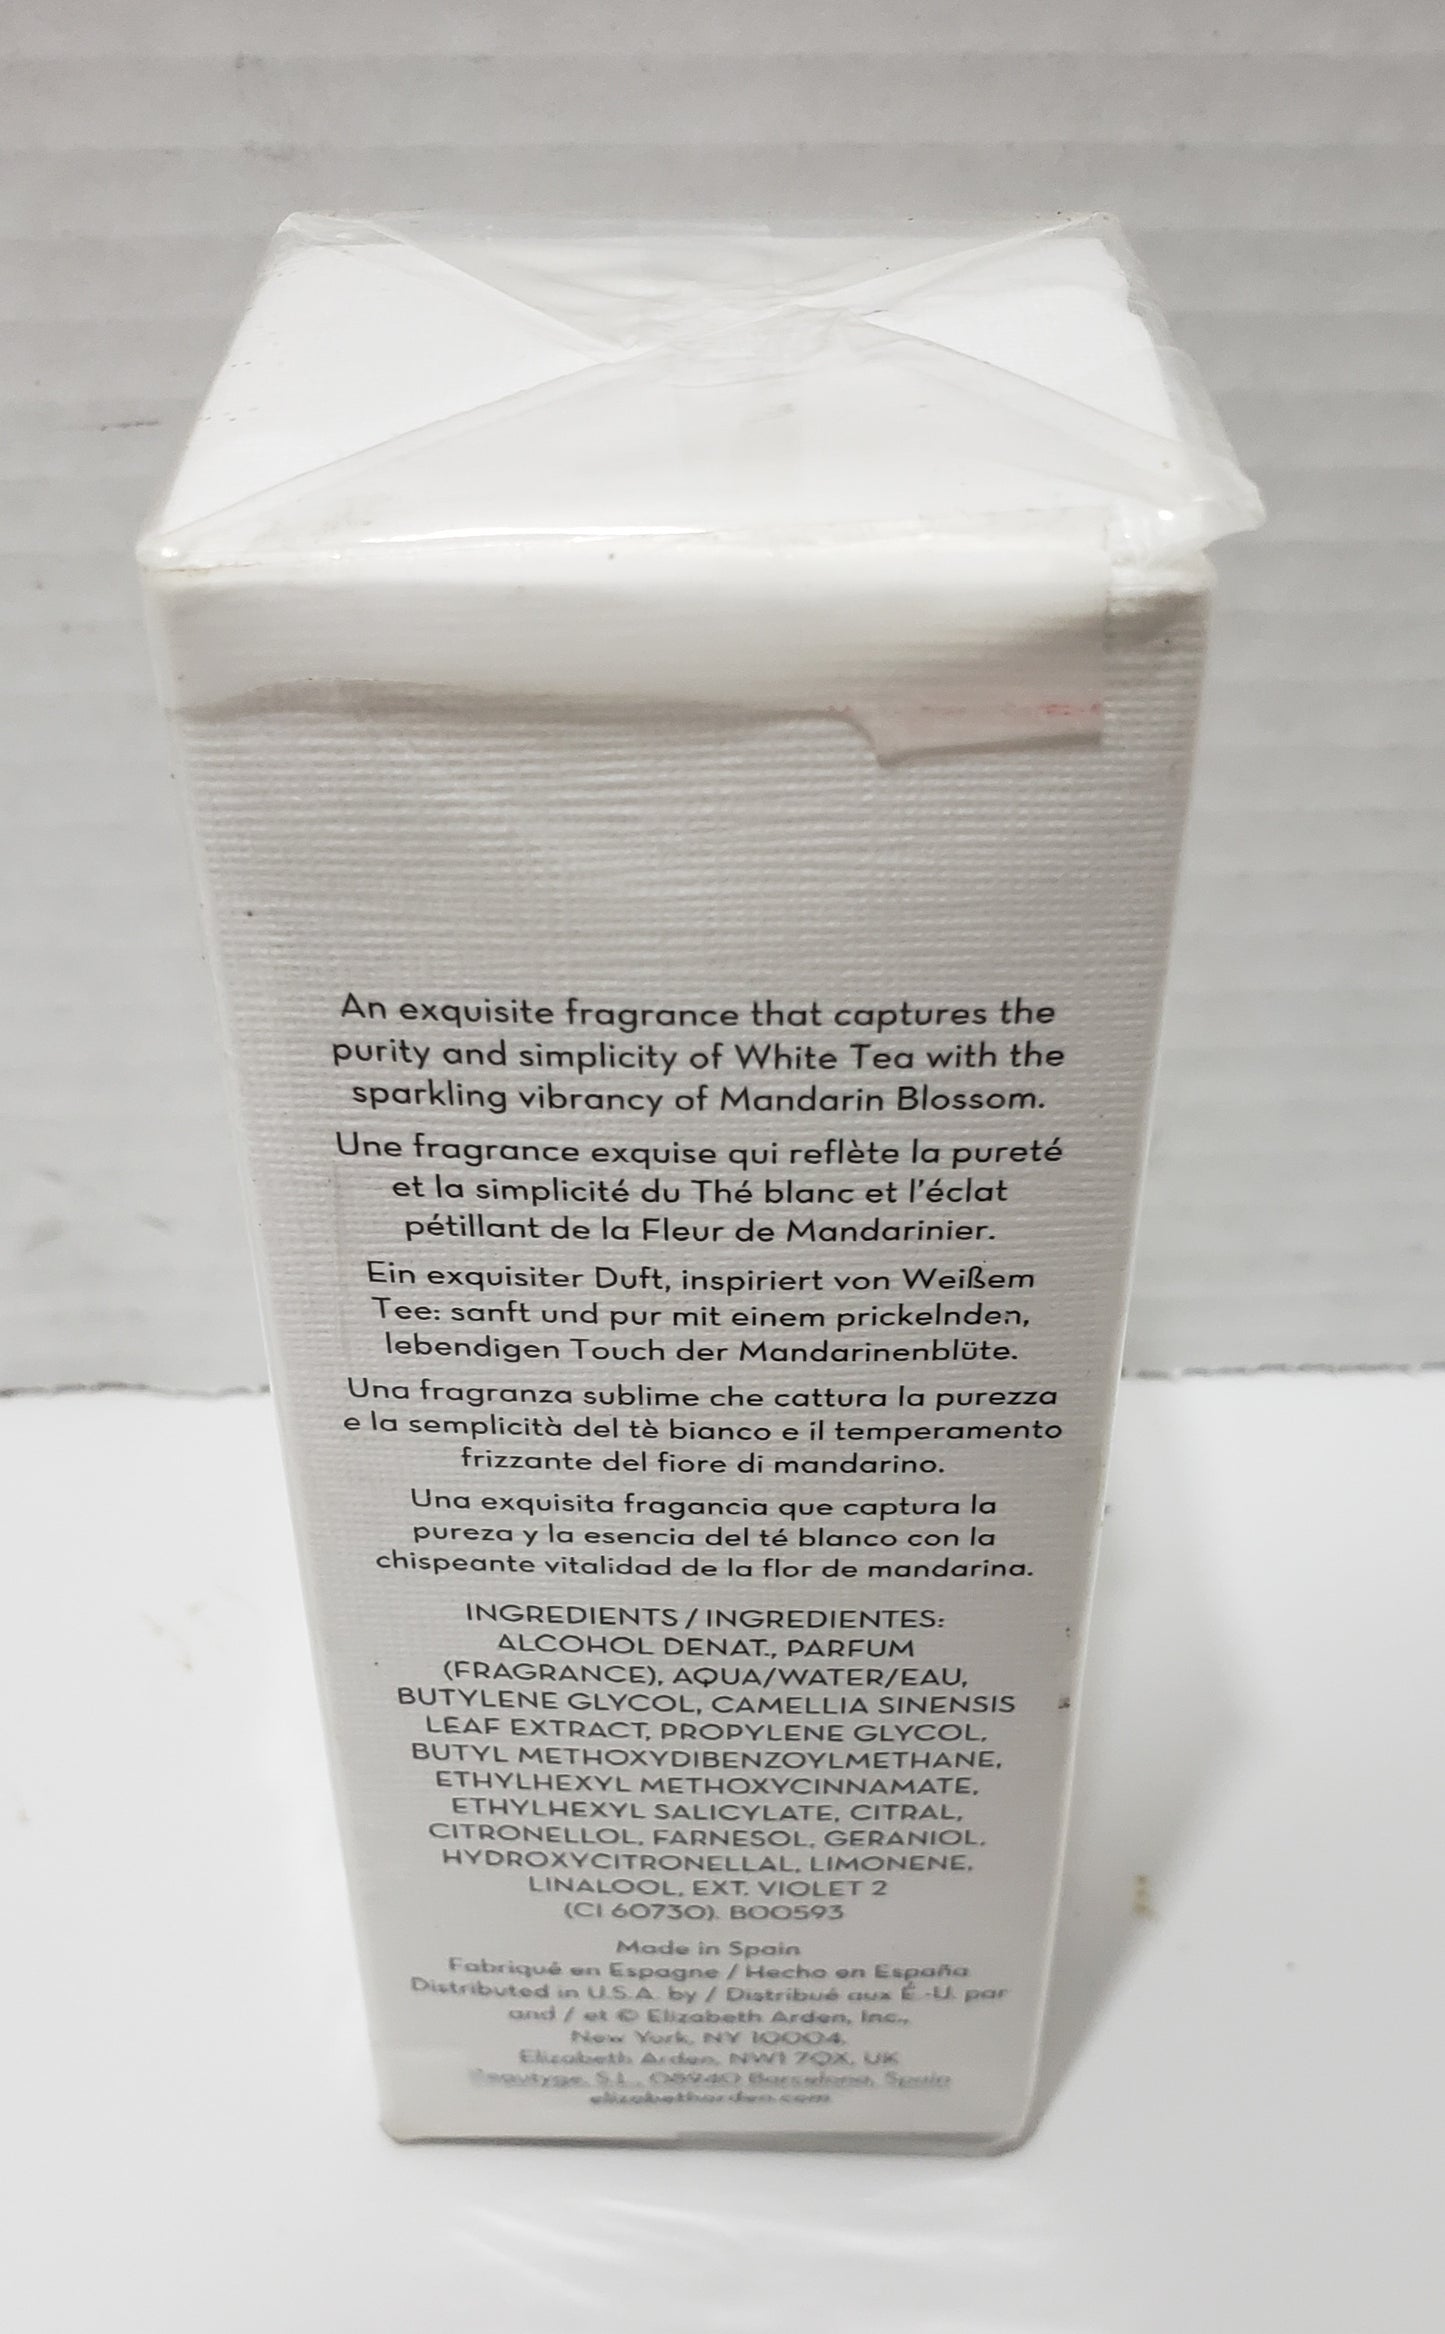 An exquisite fragrance that captures the
purity and simplicity of White Tea with the
sparkling vibrancy of Mandarin Blossom.
Une fragrance exquise qui reflète la pureté
et la simplicité du Thé blanc et l'éclat
pétillant de la Fleur de Mandarinier.
Ein exquisiter Duft, inspiriert von Weißem
Tee: sanft und pur mit einem prickelnden,
lebendigen Touch der Mandarinenblüte.
Una fragranza sublime che cattura la purezza
e la semplicità del tè bianco e il temperamento
frizzante del fiore di mandarino.
Una exquisita fragancia que captura la
pureza y la esencia del té blanco con la
chispeante vitalidad de la flor de mandarina.
INGREDIENTS / INGREDIENTES:
ALCOHOL DENAT., PARFUM
(FRAGRANCE), AQUA/WATER/EAU,
BUTYLENE GLYCOL, CAMELLIA SINENSIS
LEAF EXTRACT, PROPYLENE GLYCOL,
BUTYL METHOXYDIBENZOYLMETHANE,
ETHYLHEXYL METHOXYCINNAMATE,
ETHYLHEXYL SALICYLATE, CITRAL,
CITRONELLOL, FARNESOL, GERANIOL,
HYDROXYCITRONELLAL, LIMONENE,
LINALOOL, EXT. VIOLET 2
(CI 60730). B00593
Made in Spain
Fabriqué en Espagne / Hecho en España
Distributed in U.S.A. by / Distribué aux É.-U. par
and / et © Elizabeth Arden, Inc.,
New York, NY 10004,
Elizabeth Arden, NW1 7QX, UK
S.L., 08940 Barcelona, Spain
elizabetharden.com